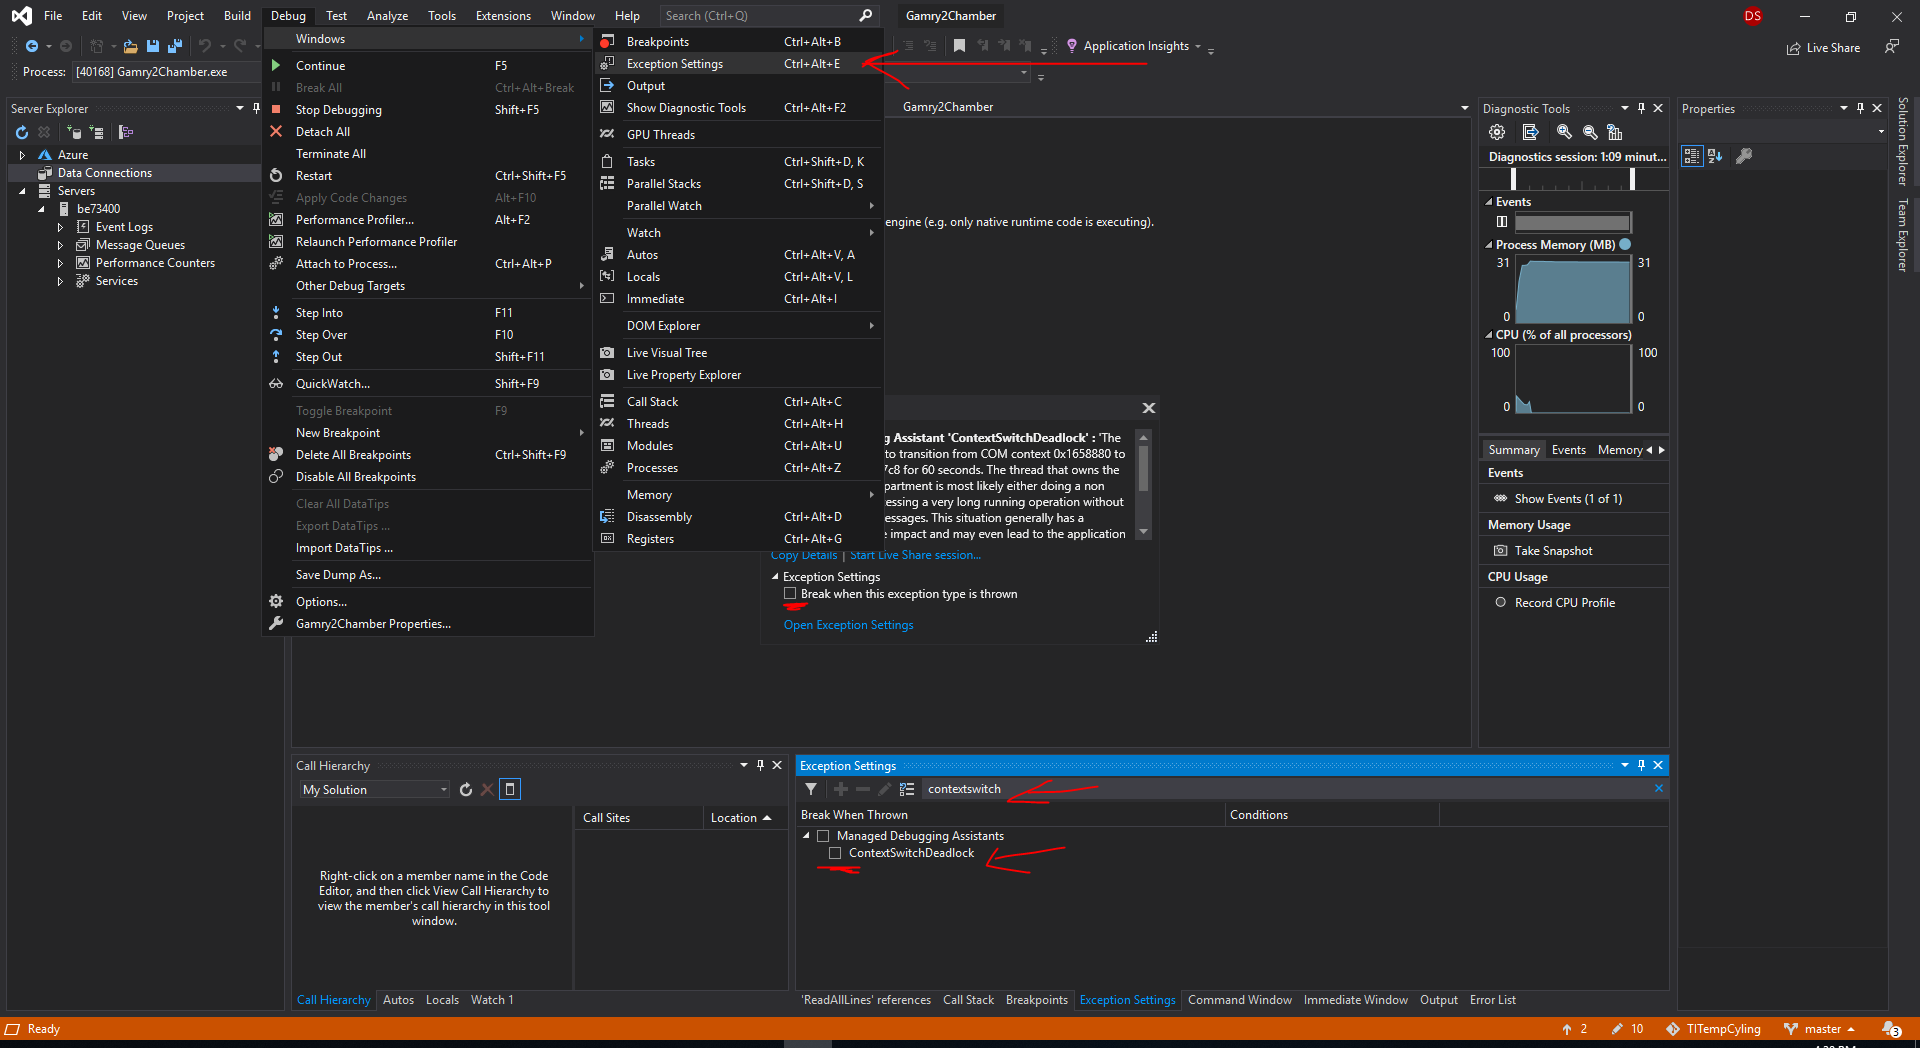 File Edit View Project Build Debug Test Analyze Tools Extensions Window Help Search (Ctrl+Q) Gamry2Chamber DS
Application Insights Live Share
Process: [40168] Gamry2Chamber.exe
Server Explorer
Azure
Data Connections
Servers
be73400
Event Logs
Message Queues
Performance Counters
Services
Windows
Continue F5
Break All Ctrl+Alt+Break
Stop Debugging Shift+F5
Detach All
Terminate All
Restart Ctrl+Shift+F5
Apply Code Changes Alt+F10
Performance Profiler... Alt+F2
Relaunch Performance Profiler
Attach to Process... Ctrl+Alt+P
Other Debug Targets
Step Into F11
Step Over F10
Step Out Shift+F11
QuickWatch... Shift+F9
Toggle Breakpoint F9
New Breakpoint
Delete All Breakpoints Ctrl+Shift+F9
Disable All Breakpoints
Clear All DataTips
Export DataTips ...
Import DataTips ...
Save Dump As...
Options...
Gamry2Chamber Properties...
Breakpoints Ctrl+Alt+B
Exception Settings Ctrl+Alt+E
Output
Show Diagnostic Tools Ctrl+Alt+F2
GPU Threads
Tasks Ctrl+Shift+D, K
Parallel Stacks Ctrl+Shift+D, S
Parallel Watch
Watch
Autos Ctrl+Alt+V, A
Locals Ctrl+Alt+V, L
Immediate Ctrl+Alt+I
DOM Explorer
Live Visual Tree
Live Property Explorer
Call Stack Ctrl+Alt+C
Threads Ctrl+Alt+H
Modules Ctrl+Alt+U
Processes Ctrl+Alt+Z
Memory
Disassembly Ctrl+Alt+D
Registers Ctrl+Alt+G
Gamry2Chamber
engine (e.g. only native runtime code is executing).
g Assistant 'ContextSwitchDeadlock' : 'The
to transition from COM context 0x1658880 to
7c8 for 60 seconds. The thread that owns the
partment is most likely either doing a non
essing a very long running operation without
essages. This situation generally has a
e impact and may even lead to the application
Copy Details | Start Live Share session...
Exception Settings
Break when this exception type is thrown
Open Exception Settings
Diagnostic Tools
Diagnostics session: 1:09 minut...
Events
Process Memory (MB)
31 31
0 0
CPU (% of all processors)
100 100
0 0
Summary Events Memory
Events
Show Events (1 of 1)
Memory Usage
Take Snapshot
CPU Usage
Record CPU Profile
Properties
Solution Explorer
Team Explorer
Call Hierarchy
My Solution
Call Sites Location
Right-click on a member name in the Code
Editor, and then click View Call Hierarchy to
view the member's call hierarchy in this tool
window.
Call Hierarchy Autos Locals Watch 1
Exception Settings
contextswitch
Break When Thrown Conditions
Managed Debugging Assistants
ContextSwitchDeadlock
'ReadAllLines' references Call Stack Breakpoints Exception Settings Command Window Immediate Window Output Error List
Ready 2 10 TITempCyling master 3